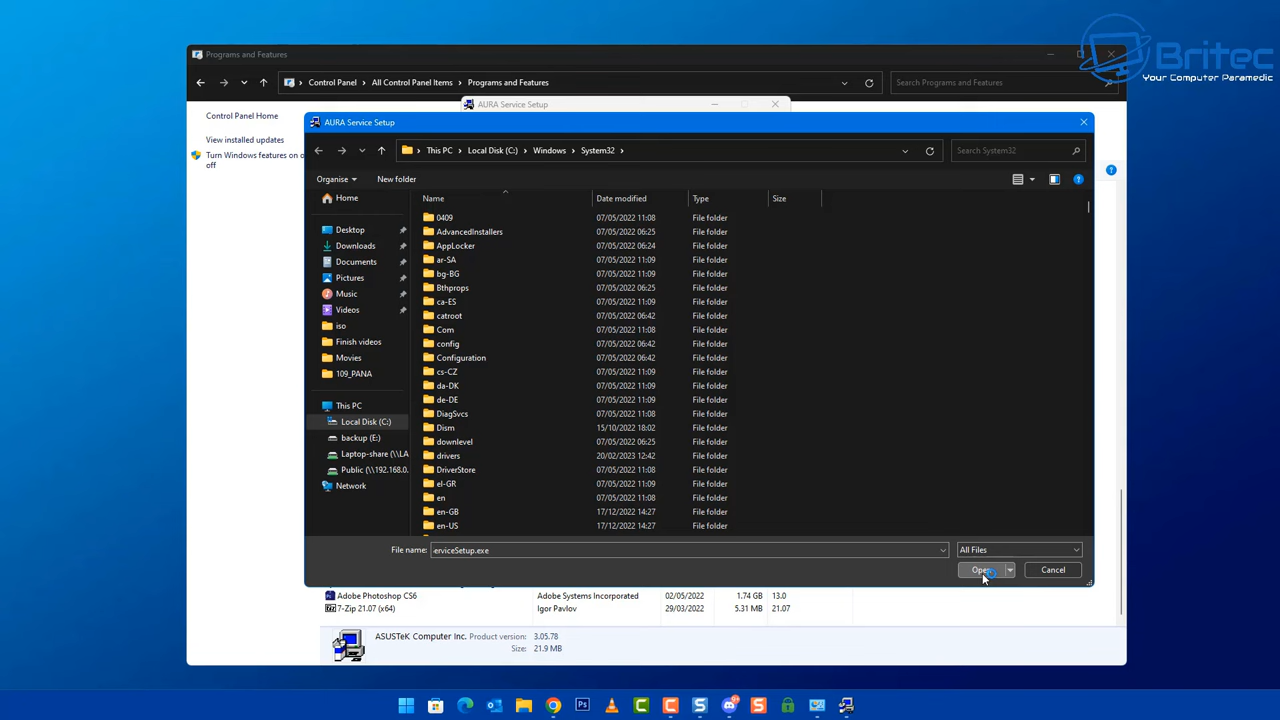 Programs and Features
Britec
Your Computer Paramedic
Control Panel
All Control Panel Items
Programs and Features
Search Programs and Features
Control Panel Home
View installed updates
Turn Windows features on o
off
AURA Service Setup
AURA Service Setup
This PC
Local Disk (C:)
Windows
System32
Search System32
Organise
New folder
Name Date modified Type Size
Home
Desktop
Downloads
Documents
Pictures
Music
Videos
iso
Finish videos
Movies
109_PANA
This PC
Local Disk (C:)
backup (E:)
Laptop-share (\\LA
Public (\\192.168.0.
Network
0409 07/05/2022 11:08 File folder
AdvancedInstallers 07/05/2022 06:25 File folder
AppLocker 07/05/2022 06:24 File folder
ar-SA 07/05/2022 11:09 File folder
bg-BG 07/05/2022 11:09 File folder
Bthprops 07/05/2022 06:25 File folder
ca-ES 07/05/2022 11:09 File folder
catroot 07/05/2022 06:42 File folder
Com 07/05/2022 11:08 File folder
config 07/05/2022 06:42 File folder
Configuration 07/05/2022 06:42 File folder
cs-CZ 07/05/2022 11:09 File folder
da-DK 07/05/2022 11:09 File folder
de-DE 07/05/2022 11:09 File folder
DiagSvcs 07/05/2022 11:08 File folder
Dism 15/10/2022 18:02 File folder
downlevel 07/05/2022 06:25 File folder
drivers 20/02/2023 12:42 File folder
DriverStore 07/05/2022 11:08 File folder
el-GR 07/05/2022 11:09 File folder
en 07/05/2022 11:08 File folder
en-GB 17/12/2022 14:27 File folder
en-US 17/12/2022 14:27 File folder
File name: erviceSetup.exe
All Files
Open
Cancel
Adobe Photoshop CS6 Adobe Systems Incorporated 02/05/2022 1.74 GB 13.0
7-Zip 21.07 (x64) Igor Pavlov 29/03/2022 5.31 MB 21.07
ASUSTeK Computer Inc. Product version: 3.05.78
Size: 21.9 MB